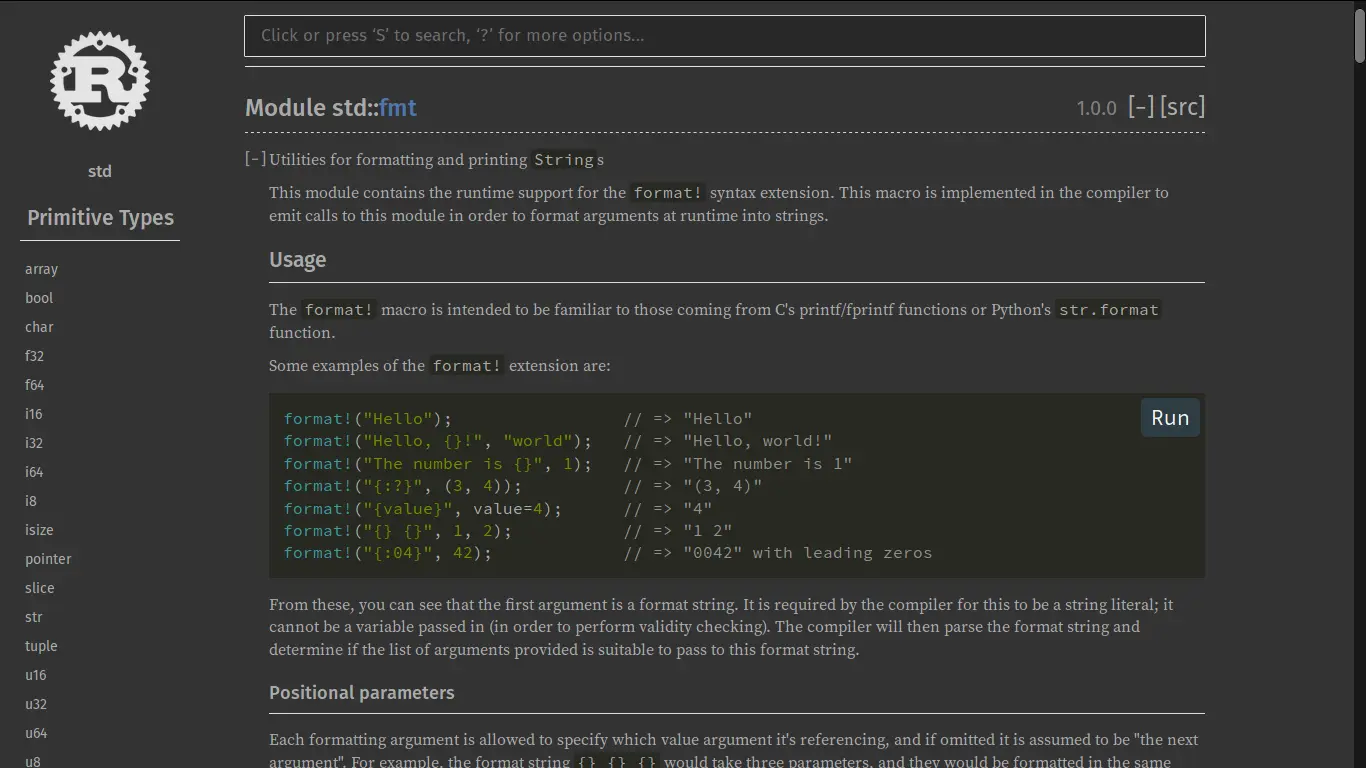 Click or press ‘S’ to search, ‘?’ for more options...
R
std
Primitive Types
array
bool
char
f32
f64
i16
i32
i64
i8
isize
pointer
slice
str
tuple
u16
u32
u64
u8
Module std::fmt
1.0.0 [-] [src]
[-] Utilities for formatting and printing Strings
This module contains the runtime support for the format! syntax extension. This macro is implemented in the compiler to
emit calls to this module in order to format arguments at runtime into strings.
Usage
The format! macro is intended to be familiar to those coming from C's printf/fprintf functions or Python's str.format
function.
Some examples of the format! extension are:
Run
format!("Hello");                 // => "Hello"
format!("Hello, {}!", "world");   // => "Hello, world!"
format!("The number is {}", 1);   // => "The number is 1"
format!("{:?}", (3, 4));          // => "(3, 4)"
format!("{value}", value=4);      // => "4"
format!("{} {}", 1, 2);           // => "1 2"
format!("{:04}", 42);             // => "0042" with leading zeros
From these, you can see that the first argument is a format string. It is required by the compiler for this to be a string literal; it
cannot be a variable passed in (in order to perform validity checking). The compiler will then parse the format string and
determine if the list of arguments provided is suitable to pass to this format string.
Positional parameters
Each formatting argument is allowed to specify which value argument it's referencing, and if omitted it is assumed to be "the next
argument". For example, the format string {} {} {} would take three parameters, and they would be formatted in the same